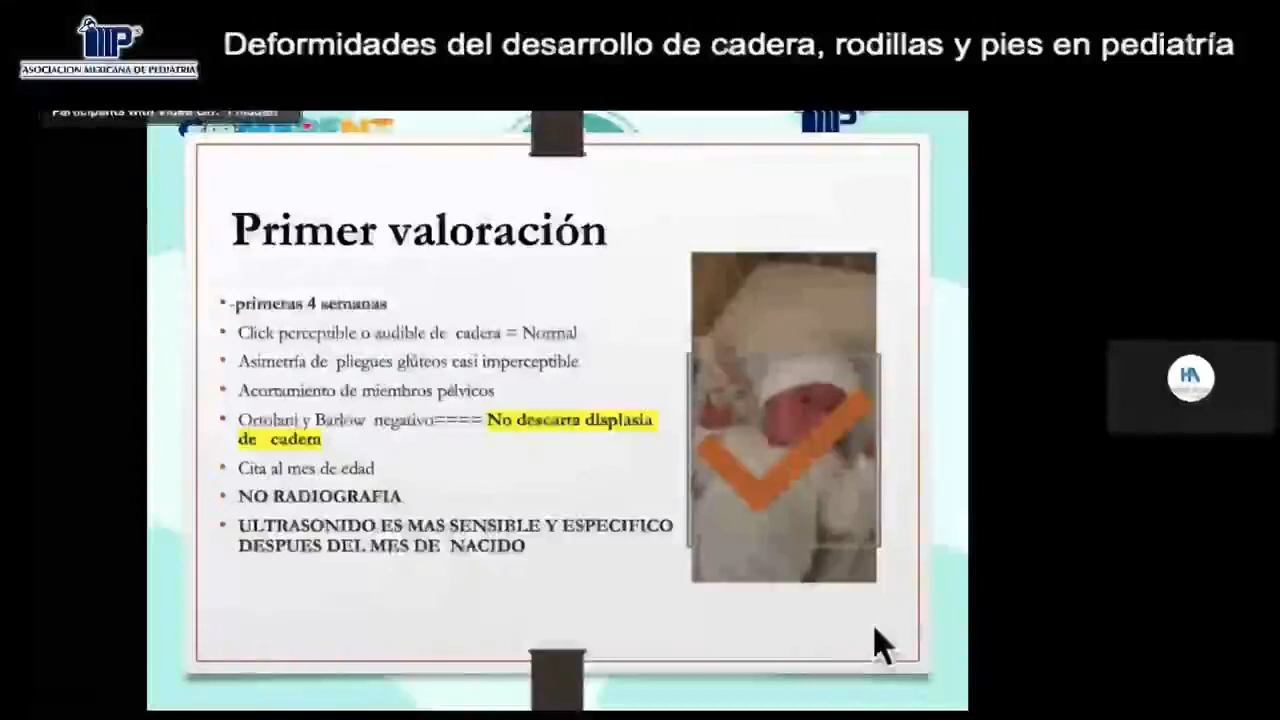 Deformidades del desarrollo de cadera, rodillas y pies en pediatría
ASOCIACION MEXICANA DE PEDIATRIA
Participants with video
Primer valoración
• -primeras 4 semanas
• Click perceptible o audible de cadera = Normal
• Asimetría de pliegues glúteos casi imperceptible
• Acortamiento de miembros pélvicos
• Ortolani y Barlow negativo==== No descarta displasia
de cadera
• Cita al mes de edad
• NO RADIOGRAFIA
• ULTRASONIDO ES MAS SENSIBLE Y ESPECIFICO
DESPUES DEL MES DE NACIDO